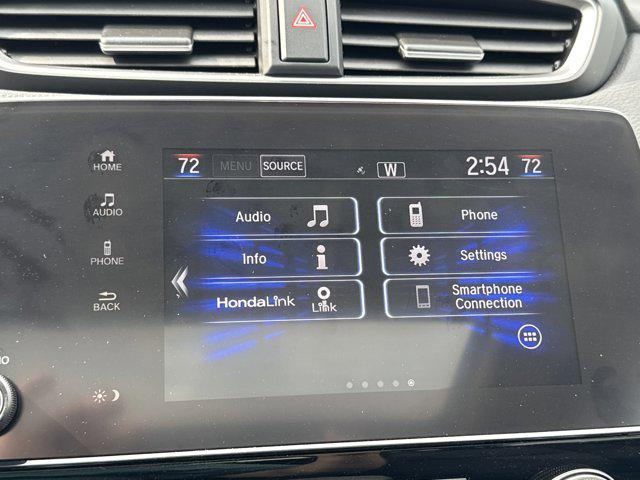 HOME
AUDIO
PHONE
BACK
72 MENU SOURCE W 2:54 72
Audio
Phone
Info
Settings
HondaLink Link
Smartphone
Connection